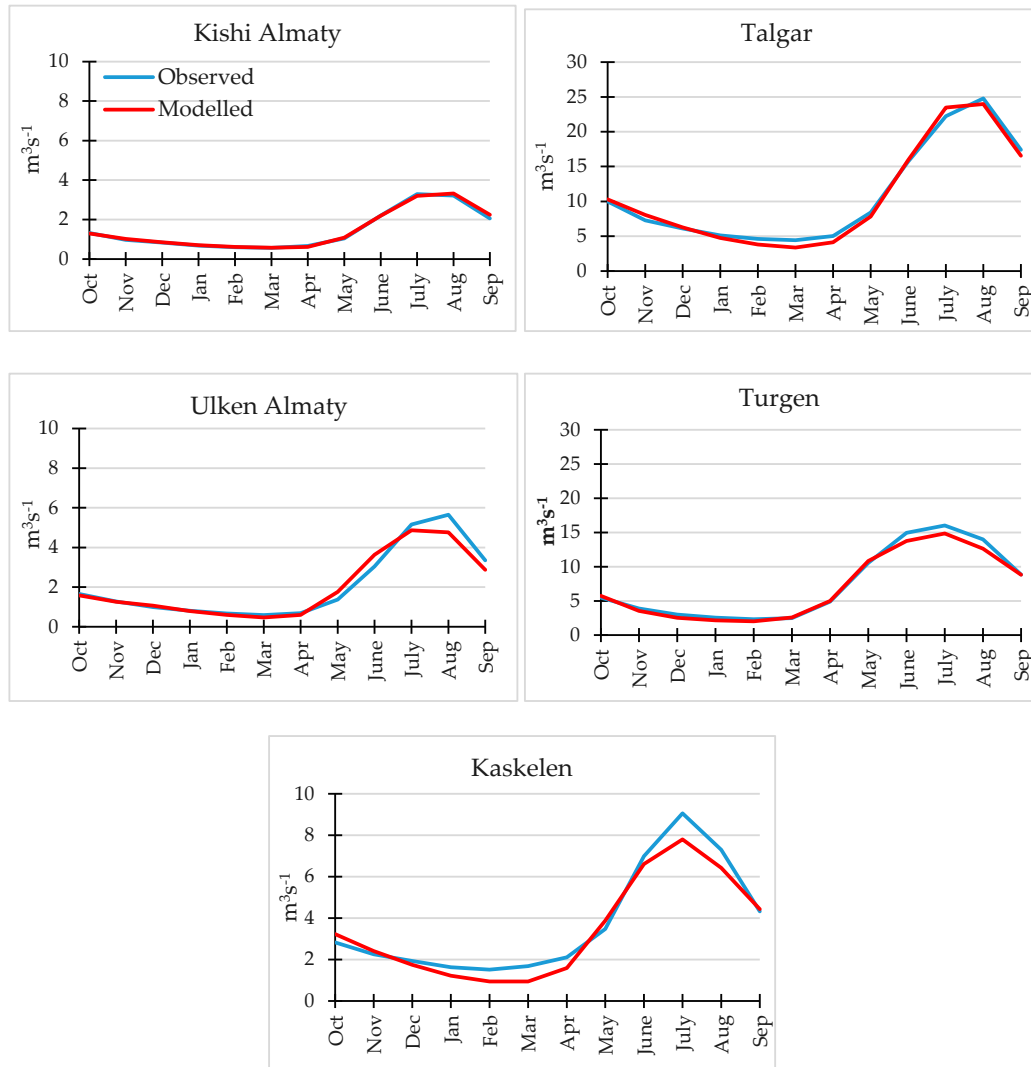 Kishi Almaty
10
8
6
4
2
0
m³s⁻¹
Observed
Modelled
Oct Nov Dec Jan Feb Mar Apr May June July Aug Sep
Talgar
30
25
20
15
10
5
0
m³s⁻¹
Oct Nov Dec Jan Feb Mar Apr May June July Aug Sep
Ulken Almaty
10
8
6
4
2
0
m³s⁻¹
Oct Nov Dec Jan Feb Mar Apr May June July Aug Sep
Turgen
30
25
20
15
10
5
0
m³s⁻¹
Oct Nov Dec Jan Feb Mar Apr May June July Aug Sep
Kaskelen
10
8
6
4
2
0
m³s⁻¹
Oct Nov Dec Jan Feb Mar Apr May June July Aug Sep